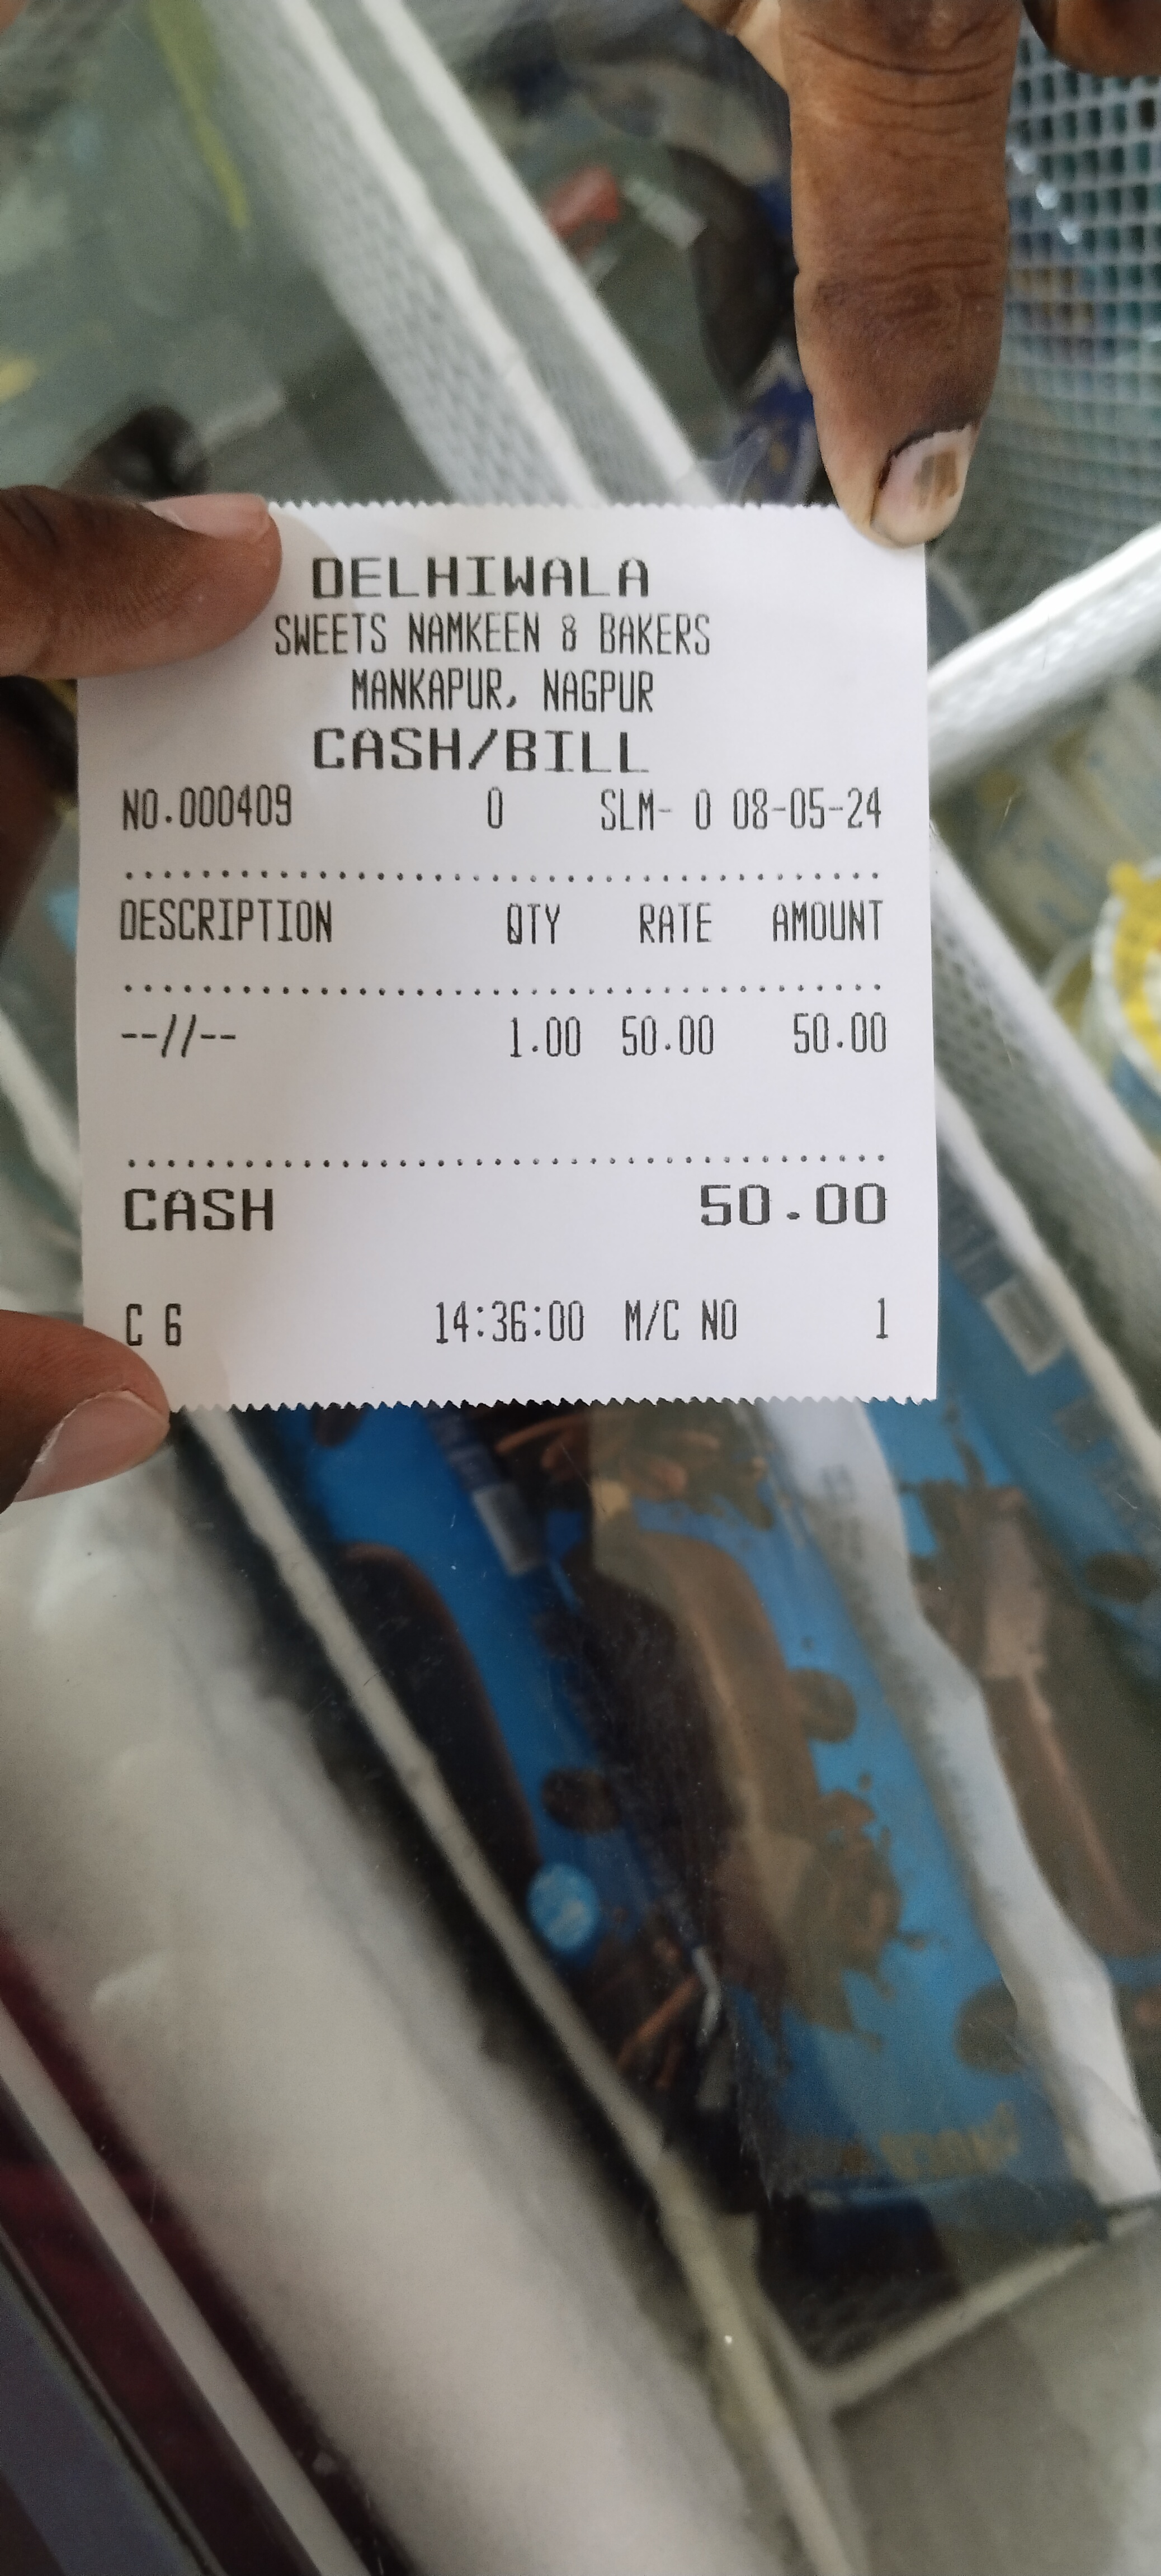 DELHIWALA
SWEETS NAMKEEN & BAKERS
MANKAPUR, NAGPUR
CASH/BILL
NO.000409 0 SLM- 0 08-05-24
DESCRIPTION QTY RATE AMOUNT
--//-- 1.00 50.00 50.00
CASH 50.00
C 6 14:36:00 M/C NO 1